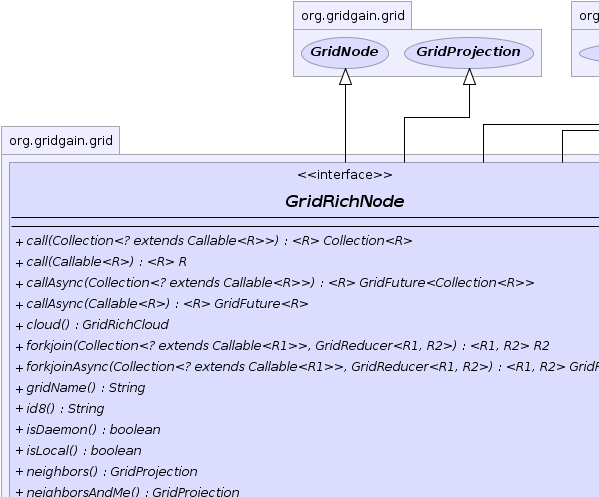 org.gridgain.grid
org
GridNode
GridProjection
org.gridgain.grid
<<interface>>
GridRichNode
+ call(Collection<? extends Callable<R>>) : <R> Collection<R>
+ call(Callable<R>) : <R> R
+ callAsync(Collection<? extends Callable<R>>) : <R> GridFuture<Collection<R>>
+ callAsync(Callable<R>) : <R> GridFuture<R>
+ cloud() : GridRichCloud
+ forkjoin(Collection<? extends Callable<R1>>, GridReducer<R1, R2>) : <R1, R2> R2
+ forkjoinAsync(Collection<? extends Callable<R1>>, GridReducer<R1, R2>) : <R1, R2> GridF
+ gridName() : String
+ id8() : String
+ isDaemon() : boolean
+ isLocal() : boolean
+ neighbors() : GridProjection
+ neighborsAndMe() : GridProjection